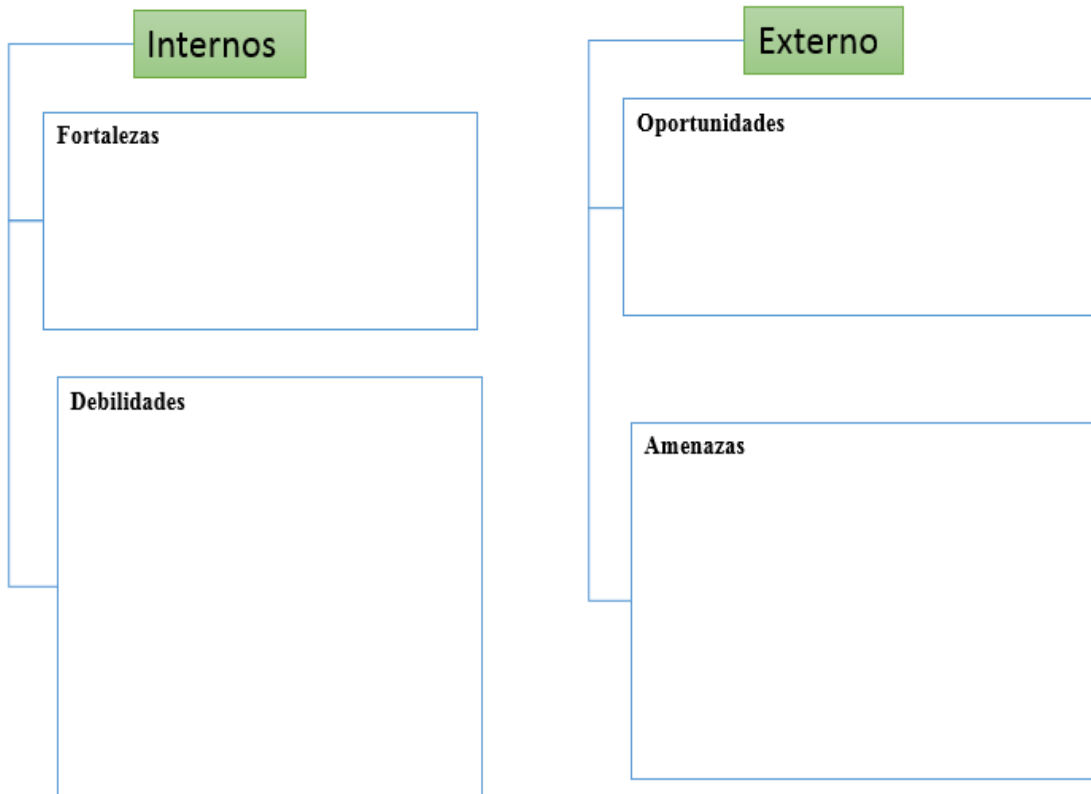 Internos
Fortalezas
Debilidades
Externo
Oportunidades
Amenazas